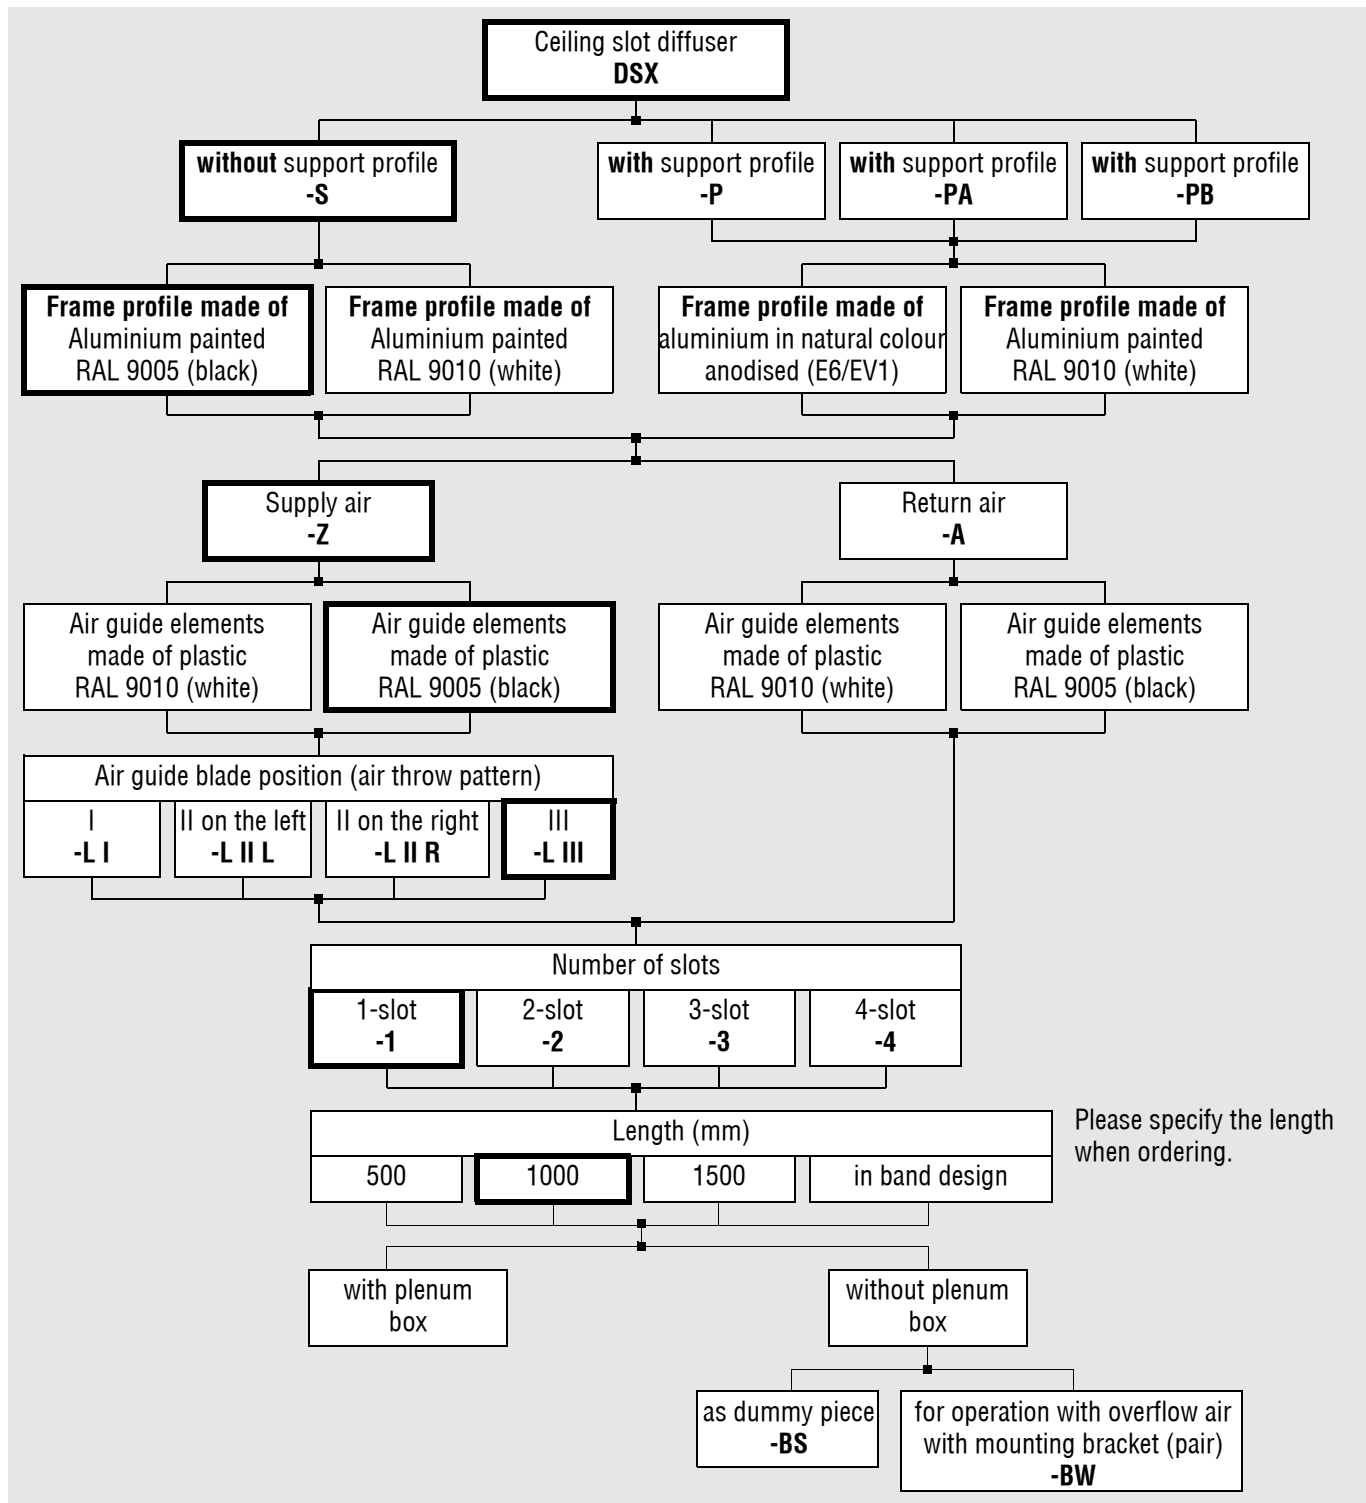 Ceiling slot diffuser
DSX
without support profile
-S
with support profile
-P
with support profile
-PA
with support profile
-PB
Frame profile made of
Aluminium painted
RAL 9005 (black)
Frame profile made of
Aluminium painted
RAL 9010 (white)
Frame profile made of
aluminium in natural colour
anodised (E6/EV1)
Frame profile made of
Aluminium painted
RAL 9010 (white)
Supply air
-Z
Return air
-A
Air guide elements
made of plastic
RAL 9010 (white)
Air guide elements
made of plastic
RAL 9005 (black)
Air guide elements
made of plastic
RAL 9010 (white)
Air guide elements
made of plastic
RAL 9005 (black)
Air guide blade position (air throw pattern)
I
-L I
II on the left
-L II L
II on the right
-L II R
III
-L III
Number of slots
1-slot
-1
2-slot
-2
3-slot
-3
4-slot
-4
Length (mm)
500
1000
1500
in band design
Please specify the length
when ordering.
with plenum
box
without plenum
box
as dummy piece
-BS
for operation with overflow air
with mounting bracket (pair)
-BW